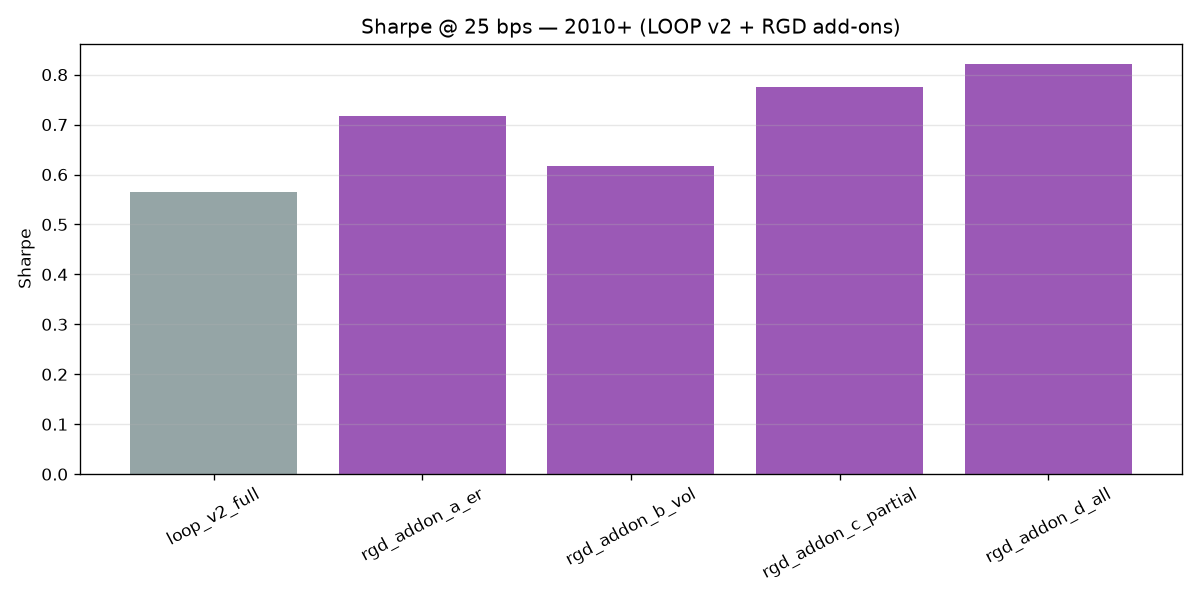 Sharpe @ 25 bps — 2010+ (LOOP v2 + RGD add-ons)
Sharpe
0.8
0.7
0.6
0.5
0.4
0.3
0.2
0.1
0.0
loop_v2_full
rgd_addon_a_er
rgd_addon_b_vol
rgd_addon_c_partial
rgd_addon_d_all